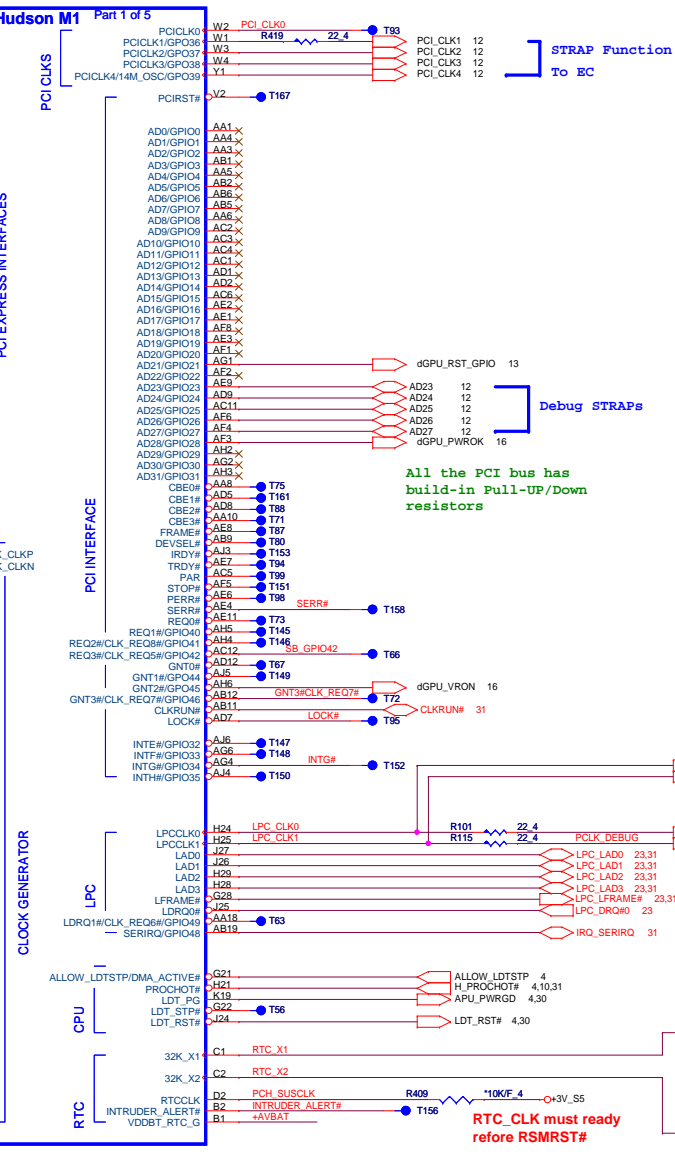 Hudson M1 Part 1 of 5
PCI CLKS
PCICLK0 W2 PCI_CLK0 T93
PCICLK1/GPO36 W1 R419 22_4 PCI_CLK1 12
PCICLK2/GPO37 W3 PCI_CLK2 12
PCICLK3/GPO38 W4 PCI_CLK3 12
PCICLK4/14M_OSC/GPO39 Y1 PCI_CLK4 12
STRAP Function
To EC
PCIRST# V2 T167
PCI EXPRESS INTERFACES
PCI INTERFACE
AD0/GPIO0 AA1
AD1/GPIO1 AA4
AD2/GPIO2 AA3
AD3/GPIO3 AB1
AD4/GPIO4 AA5
AD5/GPIO5 AB2
AD6/GPIO6 AB6
AD7/GPIO7 AB5
AD8/GPIO8 AA6
AD9/GPIO9 AC2
AD10/GPIO10 AC3
AD11/GPIO11 AC4
AD12/GPIO12 AC1
AD13/GPIO13 AD1
AD14/GPIO14 AD2
AD15/GPIO15 AC6
AD16/GPIO16 AE2
AD17/GPIO17 AE1
AD18/GPIO18 AF8
AD19/GPIO19 AE3
AD20/GPIO20 AF1
AD21/GPIO21 AG1 dGPU_RST_GPIO 13
AD22/GPIO22 AF2
AD23/GPIO23 AE9 AD23 12
AD24/GPIO24 AD9 AD24 12
AD25/GPIO25 AC11 AD25 12
AD26/GPIO26 AF6 AD26 12
AD27/GPIO27 AF4 AD27 12
Debug STRAPs
AD28/GPIO28 AF3 dGPU_PWROK 16
AD29/GPIO29 AH2
AD30/GPIO30 AG2
AD31/GPIO31 AH3
All the PCI bus has
build-in Pull-UP/Down
resistors
CBE0# AA8 T75
CBE1# AD5 T161
CBE2# AD8 T88
CBE3# AA10 T71
FRAME# AE8 T87
DEVSEL# AB9 T80
IRDY# AJ3 T153
TRDY# AE7 T94
PAR AC5 T99
STOP# AF5 T151
PERR# AE6 T98
SERR# AE4 SERR# T158
REQ0# AE11 T73
REQ1#/GPIO40 AH5 T145
REQ2#/CLK_REQ8#/GPIO41 AH4 T146
REQ3#/CLK_REQ5#/GPIO42 AC12 SB_GPIO42 T66
GNT0# AD12 T67
GNT1#/GPO44 AJ5 T149
GNT2#/GPO45 AH6 dGPU_VRON 16
GNT3#/CLK_REQ7#/GPIO46 AB12 GNT3#CLK_REQ7# T72
CLKRUN# AB11 CLKRUN# 31
LOCK# AD7 LOCK# T95
INTE#/GPIO32 AJ6 T147
INTF#/GPIO33 AG6 T148
INTG#/GPIO34 AG4 INTG# T152
INTH#/GPIO35 AJ4 T150
_CLKP
_CLKN
CLOCK GENERATOR
LPC
LPCCLK0 H24 LPC_CLK0 R101 22_4
LPCCLK1 H25 LPC_CLK1 R115 22_4 PCLK_DEBUG
LAD0 J27 LPC_LAD0 23,31
LAD1 J26 LPC_LAD1 23,31
LAD2 H29 LPC_LAD2 23,31
LAD3 H28 LPC_LAD3 23,31
LFRAME# G28 LPC_LFRAME# 23,31
LDRQ0# J25 LPC_DRQ#0 23
LDRQ1#/CLK_REQ6#/GPIO49 AA18 T63
SERIRQ/GPIO48 AB19 IRQ_SERIRQ 31
CPU
ALLOW_LDTSTP/DMA_ACTIVE# G21 ALLOW_LDTSTP 4
PROCHOT# H21 H_PROCHOT# 4,10,31
LDT_PG K19 APU_PWRGD 4,30
LDT_STP# G22 T56
LDT_RST# J24 LDT_RST# 4,30
RTC
32K_X1 C1 RTC_X1
32K_X2 C2 RTC_X2
RTCCLK D2 PCH_SUSCLK R409 *10K/F_4 +3V_S5
INTRUDER_ALERT# B2 INTRUDER_ALERT# T156
VDDBT_RTC_G B1 +AVBAT
RTC_CLK must ready
refore RSMRST#